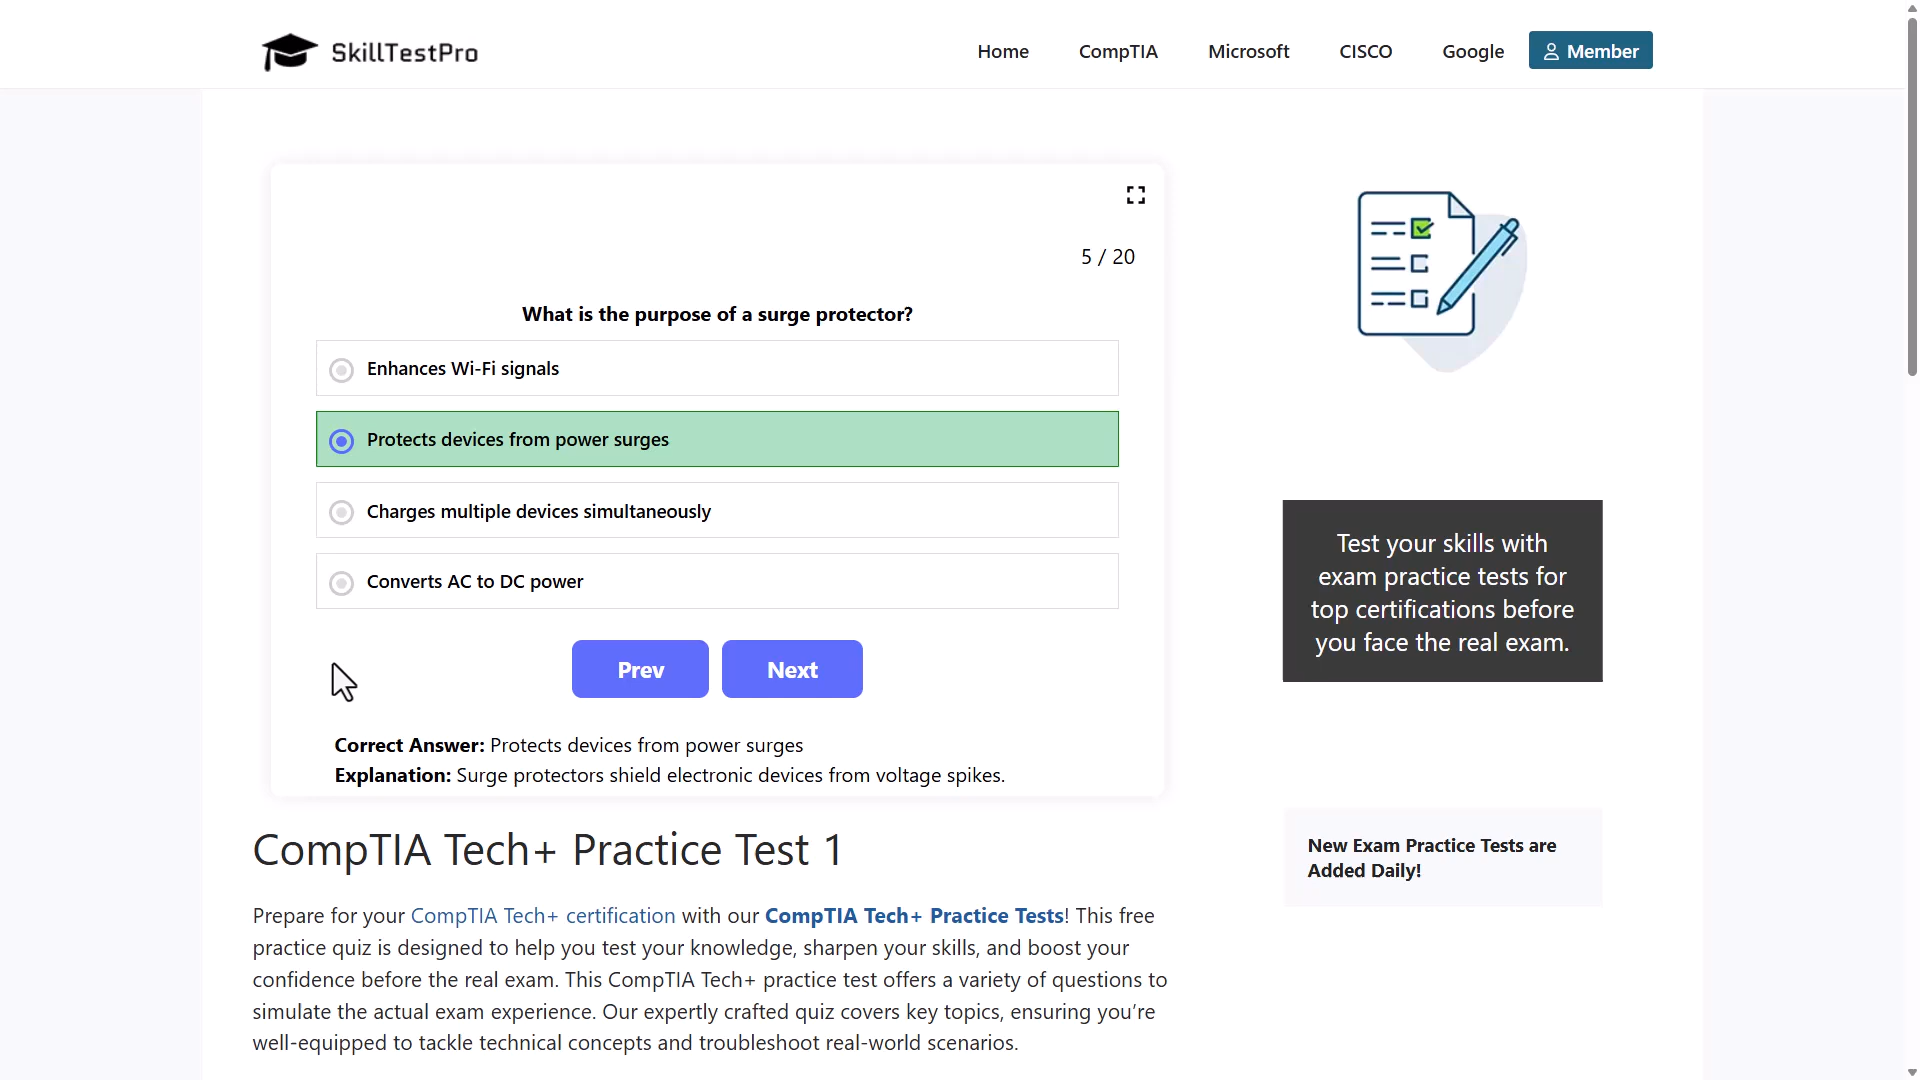 SkillTestPro
Home
CompTIA
Microsoft
CISCO
Google
Member
5 / 20
What is the purpose of a surge protector?
Enhances Wi-Fi signals
Protects devices from power surges
Charges multiple devices simultaneously
Converts AC to DC power
Prev
Next
Correct Answer: Protects devices from power surges
Explanation: Surge protectors shield electronic devices from voltage spikes.
CompTIA Tech+ Practice Test 1
Prepare for your CompTIA Tech+ certification with our CompTIA Tech+ Practice Tests! This free
practice quiz is designed to help you test your knowledge, sharpen your skills, and boost your
confidence before the real exam. This CompTIA Tech+ practice test offers a variety of questions to
simulate the actual exam experience. Our expertly crafted quiz covers key topics, ensuring you’re
well-equipped to tackle technical concepts and troubleshoot real-world scenarios.
Test your skills with
exam practice tests for
top certifications before
you face the real exam.
New Exam Practice Tests are
Added Daily!